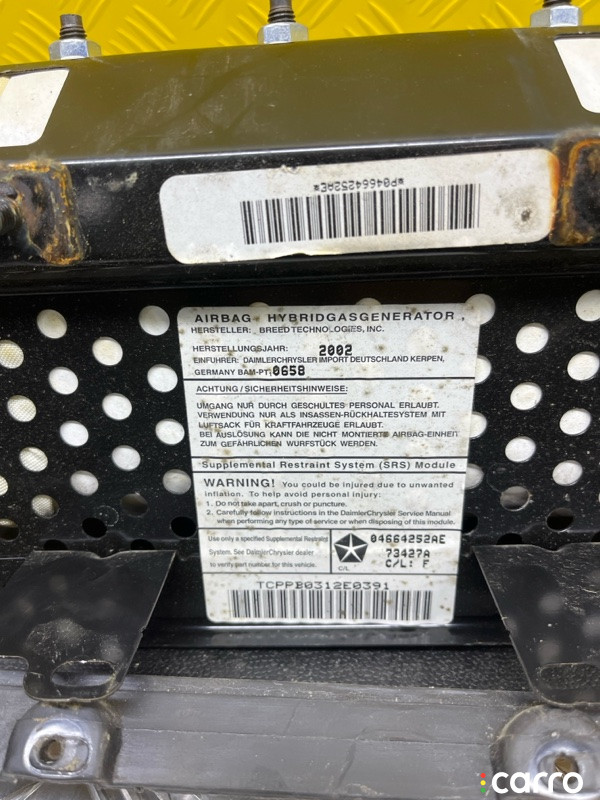 *P04664252AE*
AIRBAG - HYBRIDGASGENERATOR
HERSTELLER: BREED TECHNOLOGIES, INC.
HERSTELLUNGSJAHR: 2002
EINFUHRER: DAIMLERCHRYSLER IMPORT DEUTSCHLAND KERPEN,
GERMANY BAM-PT 0658
ACHTUNG / SICHERHEITSHINWEISE:
UMGANG NUR DURCH GESCHULTES PERSONAL ERLAUBT.
VERWENDUNG NUR ALS INSASSEN-RÜCKHALTESYSTEM MIT
LUFTSACK FÜR KRAFTFAHRZEUGE ERLAUBT.
BEI AUSLÖSUNG KANN DIE NICHT MONTIERTE AIRBAG-EINHEIT
ZUM GEFÄHRLICHEN WURFSTÜCK WERDEN.
Supplemental Restraint System (SRS) Module
WARNING! You could be injured due to unwanted
inflation. To help avoid personal injury:
1. Do not take apart, crush or puncture.
2. Carefully follow instructions in the DaimlerChrysler Service Manual
when performing any type of service or when disposing of this module.
Use only a specified Supplemental Restraint
System. See DaimlerChrysler dealer
to verify part number for this vehicle.
04664252AE
73427A
C/L C/L: F
TCPPB0312E0391
carro